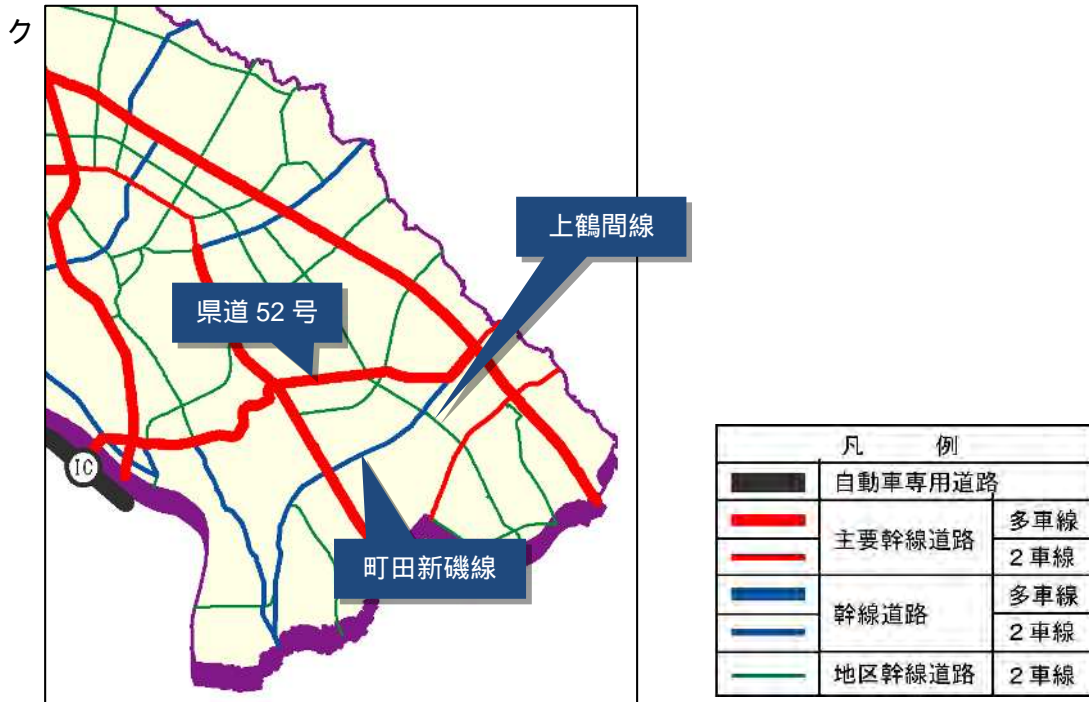 ク
上鶴間線
県道 52 号
IC
町田新磯線
凡 例
自動車専用道路
主要幹線道路
多車線
2車線
幹線道路
多車線
2車線
地区幹線道路
2車線